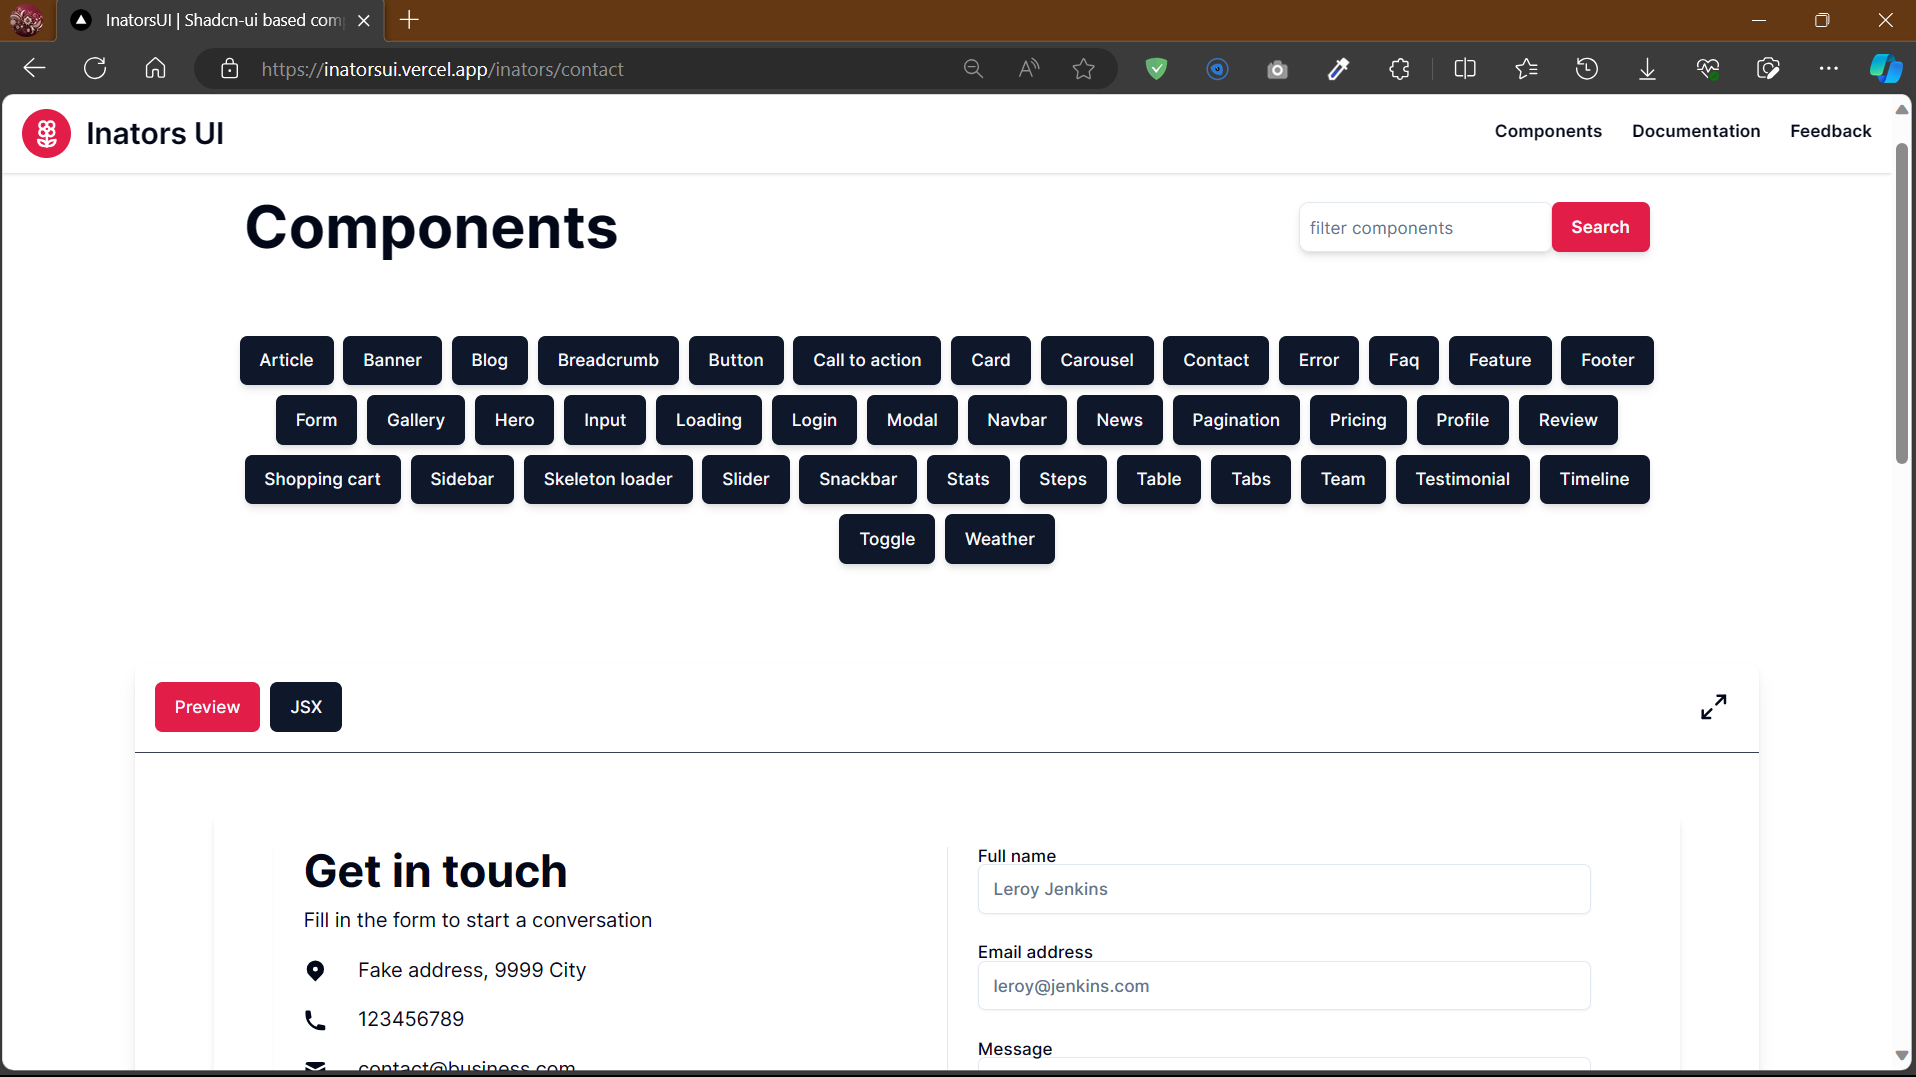 InatorsUI | Shadcn-ui based com
https://inatorsui.vercel.app/inators/contact
Inators UI
Components Documentation Feedback
Components
filter components Search
Article Banner Blog Breadcrumb Button Call to action Card Carousel Contact Error Faq Feature Footer
Form Gallery Hero Input Loading Login Modal Navbar News Pagination Pricing Profile Review
Shopping cart Sidebar Skeleton loader Slider Snackbar Stats Steps Table Tabs Team Testimonial Timeline
Toggle Weather
Preview JSX
Get in touch
Fill in the form to start a conversation
Fake address, 9999 City
123456789
contact@business.com
Full name
Leroy Jenkins
Email address
leroy@jenkins.com
Message